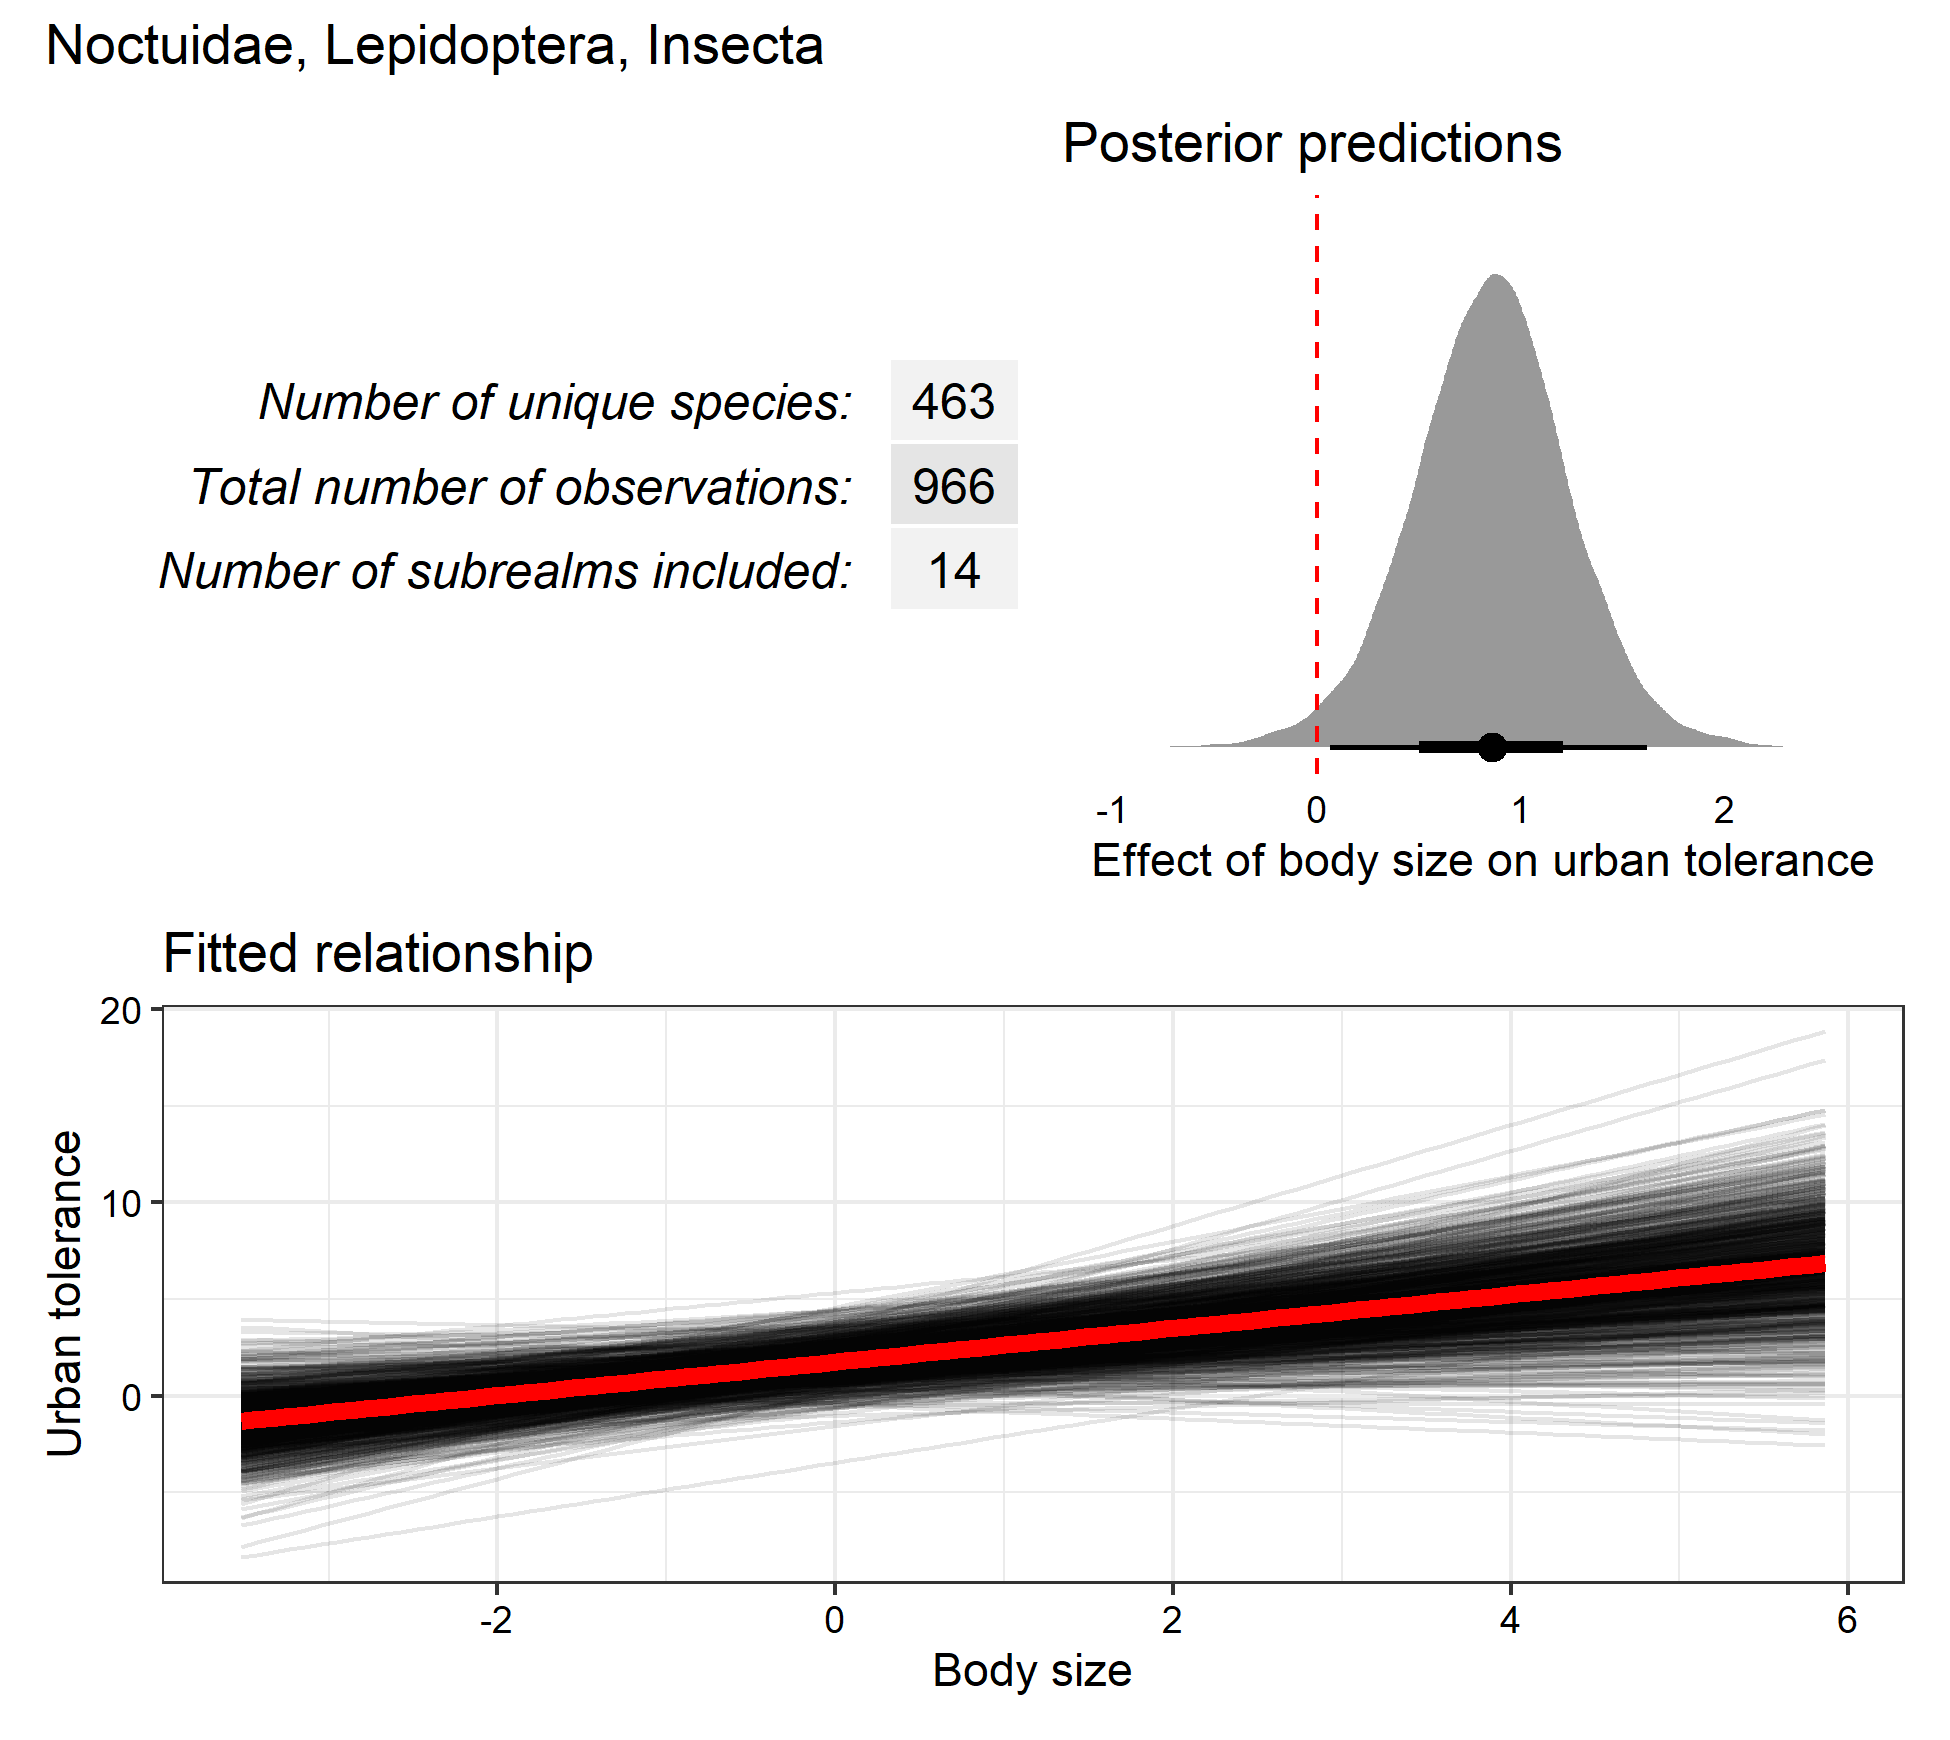 Noctuidae, Lepidoptera, Insecta
Posterior predictions
Number of unique species: 463
Total number of observations: 966
Number of subrealms included: 14
-1 0 1 2
Effect of body size on urban tolerance
Fitted relationship
20
10
0
Urban tolerance
-2 0 2 4 6
Body size